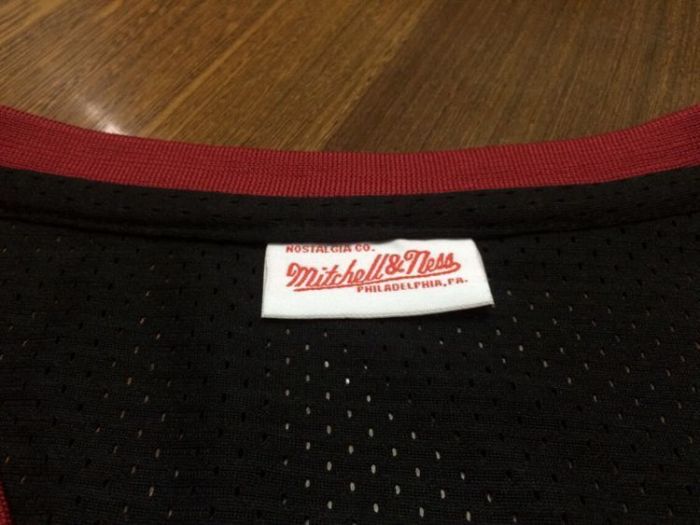 NOSTALGIA CO.
Mitchell & Ness
PHILADELPHIA, PA.